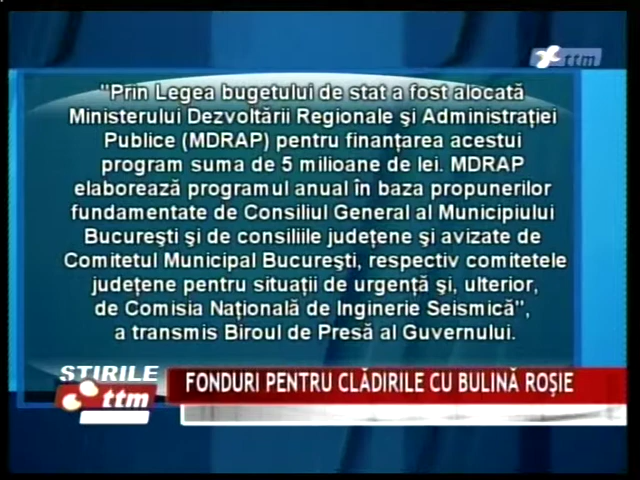 ttm
"Prin Legea bugetului de stat a fost alocată
Ministerului Dezvoltării Regionale şi Administraţiei
Publice (MDRAP) pentru finanţarea acestui
program suma de 5 milioane de lei. MDRAP
elaborează programul anual în baza propunerilor
fundamentate de Consiliul General al Municipiului
Bucureşti şi de consiliile judeţene şi avizate de
Comitetul Municipal Bucureşti, respectiv comitetele
judeţene pentru situaţii de urgenţă şi, ulterior,
de Comisia Naţională de Inginerie Seismică",
a transmis Biroul de Presă al Guvernului.
ŞTIRILE
ttm
FONDURI PENTRU CLĂDIRILE CU BULINĂ ROŞIE